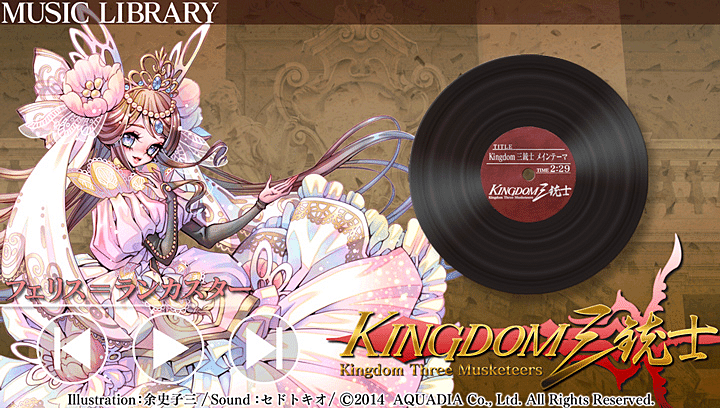 MUSIC LIBRARY
TITLE
Kingdom 三銃士 メインテーマ
TIME 2:29
KINGDOM三銃士
Kingdom Three Musketeers
フェリス＝ランカスター
KINGDOM三銃士
Kingdom Three Musketeers
Illustration:余史子三/Sound:セドトキオ/©2014 AQUADIA Co., Ltd. All Rights Reserved.